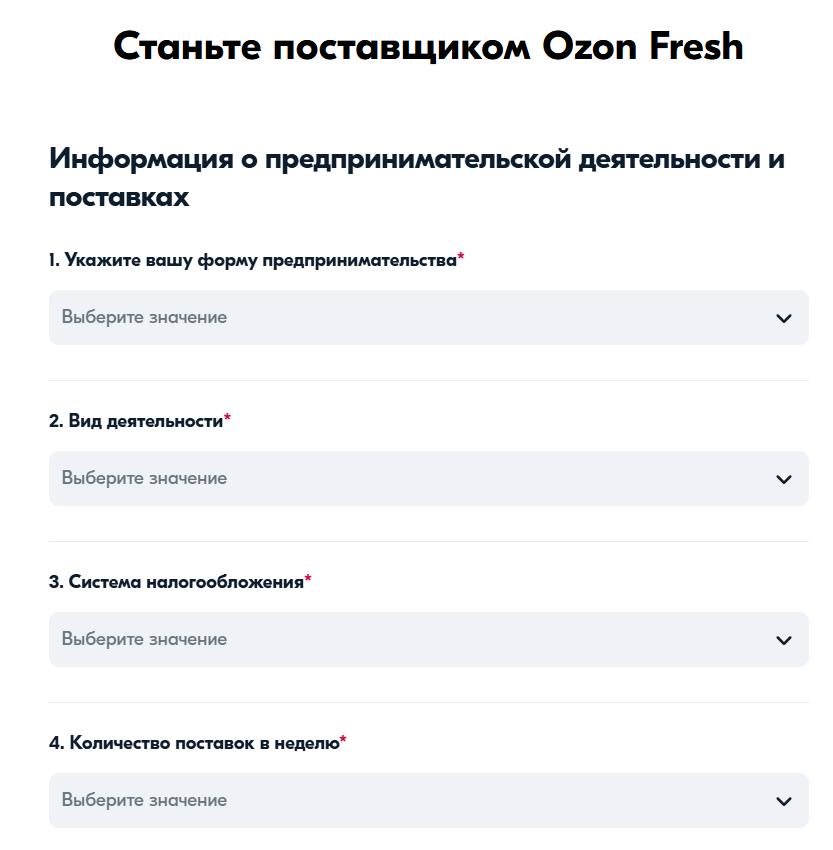 Станьте поставщиком Ozon Fresh
Информация о предпринимательской деятельности и
поставках
1. Укажите вашу форму предпринимательства*
Выберите значение
2. Вид деятельности*
Выберите значение
3. Система налогообложения*
Выберите значение
4. Количество поставок в неделю*
Выберите значение